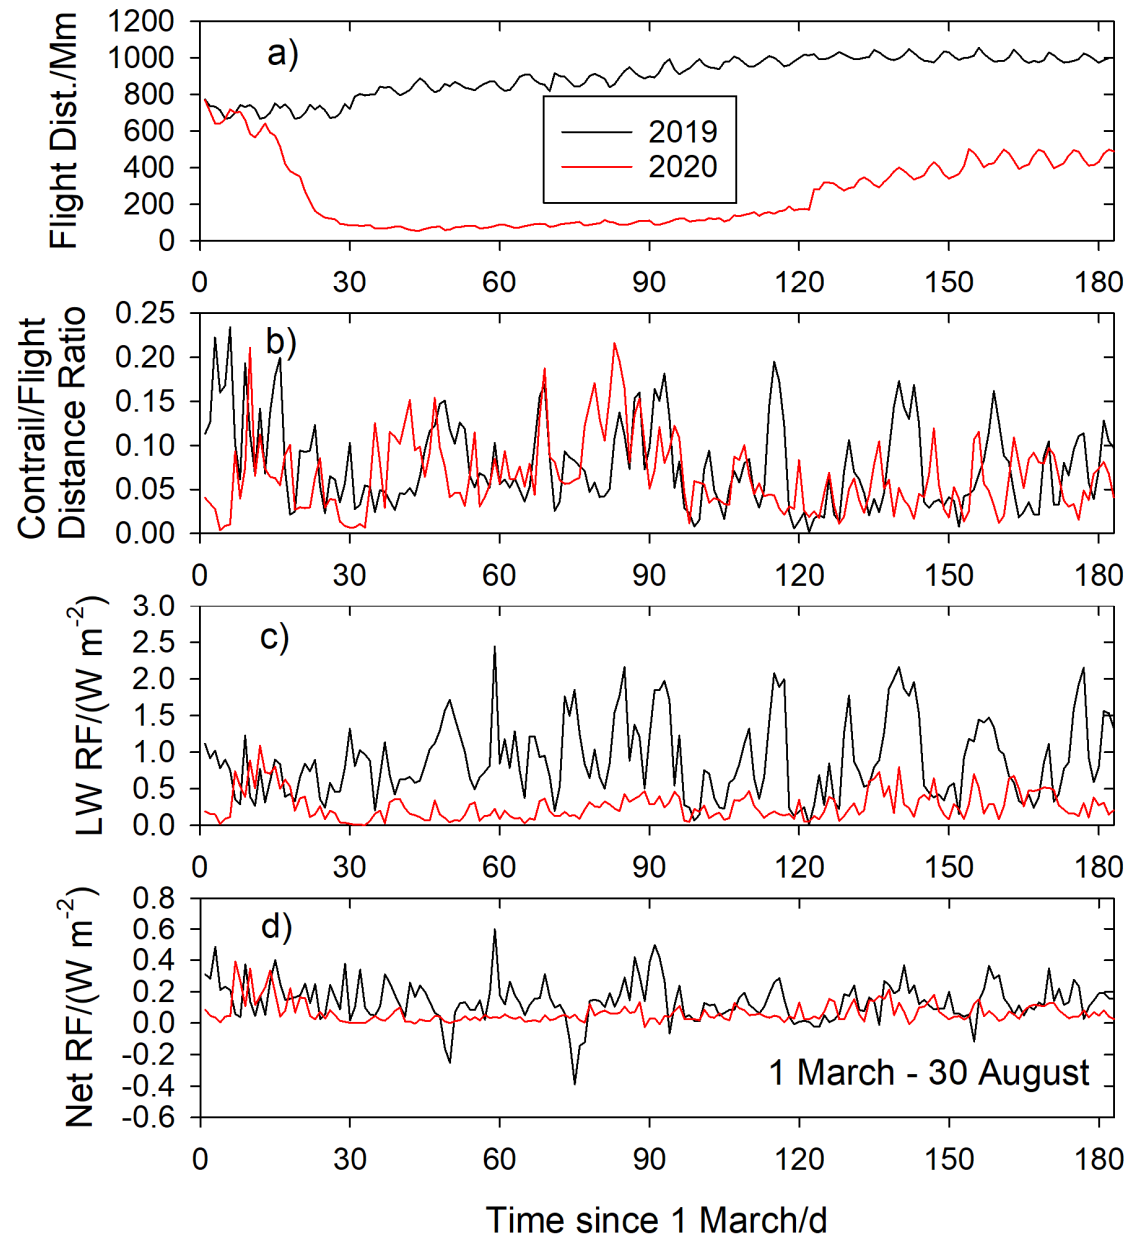 1200
1000
800
600
400
200
0
Flight Dist./Mm
a)
2019
2020
0 30 60 90 120 150 180
0.25
0.20
0.15
0.10
0.05
0.00
Contrail/Flight
Distance Ratio
b)
0 30 60 90 120 150 180
3.0
2.5
2.0
1.5
1.0
0.5
0.0
LW RF/(W m⁻²)
c)
0 30 60 90 120 150 180
0.8
0.6
0.4
0.2
0.0
-0.2
-0.4
-0.6
Net RF/(W m⁻²)
d)
1 March - 30 August
0 30 60 90 120 150 180
Time since 1 March/d